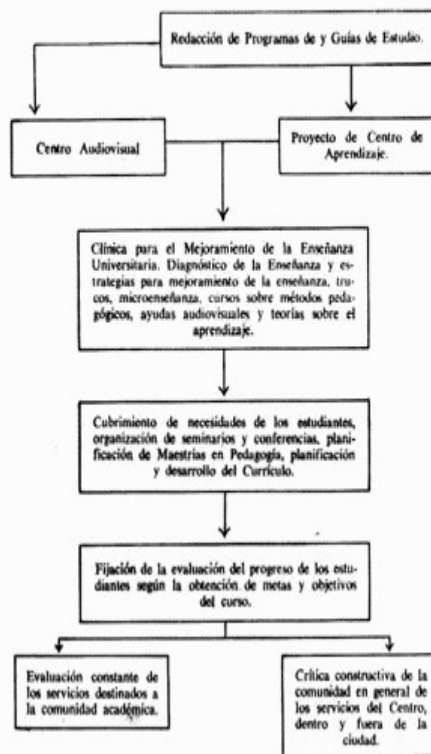 Redacción de Programas de y Guías de Estudio.
Centro Audiovisual
Proyecto de Centro de
Aprendizaje.
Clínica para el Mejoramiento de la Enseñanza
Universitaria. Diagnóstico de la Enseñanza y es-
trategias para mejoramiento de la enseñanza, tru-
cos, microenseñanza, cursos sobre métodos peda-
gógicos, ayudas audiovisuales y teorías sobre el
aprendizaje.
Cubrimiento de necesidades de los estudiantes,
organización de seminarios y conferencias, plani-
ficación de Maestrías en Pedagogía, planificación
y desarrollo del Currículo.
Fijación de la evaluación del progreso de los estu-
diantes según la obtención de metas y objetivos
del curso.
Evaluación constante de
los servicios destinados a
la comunidad académica.
Crítica constructiva de la
comunidad en general de
los servicios del Centro,
dentro y fuera de la
ciudad.